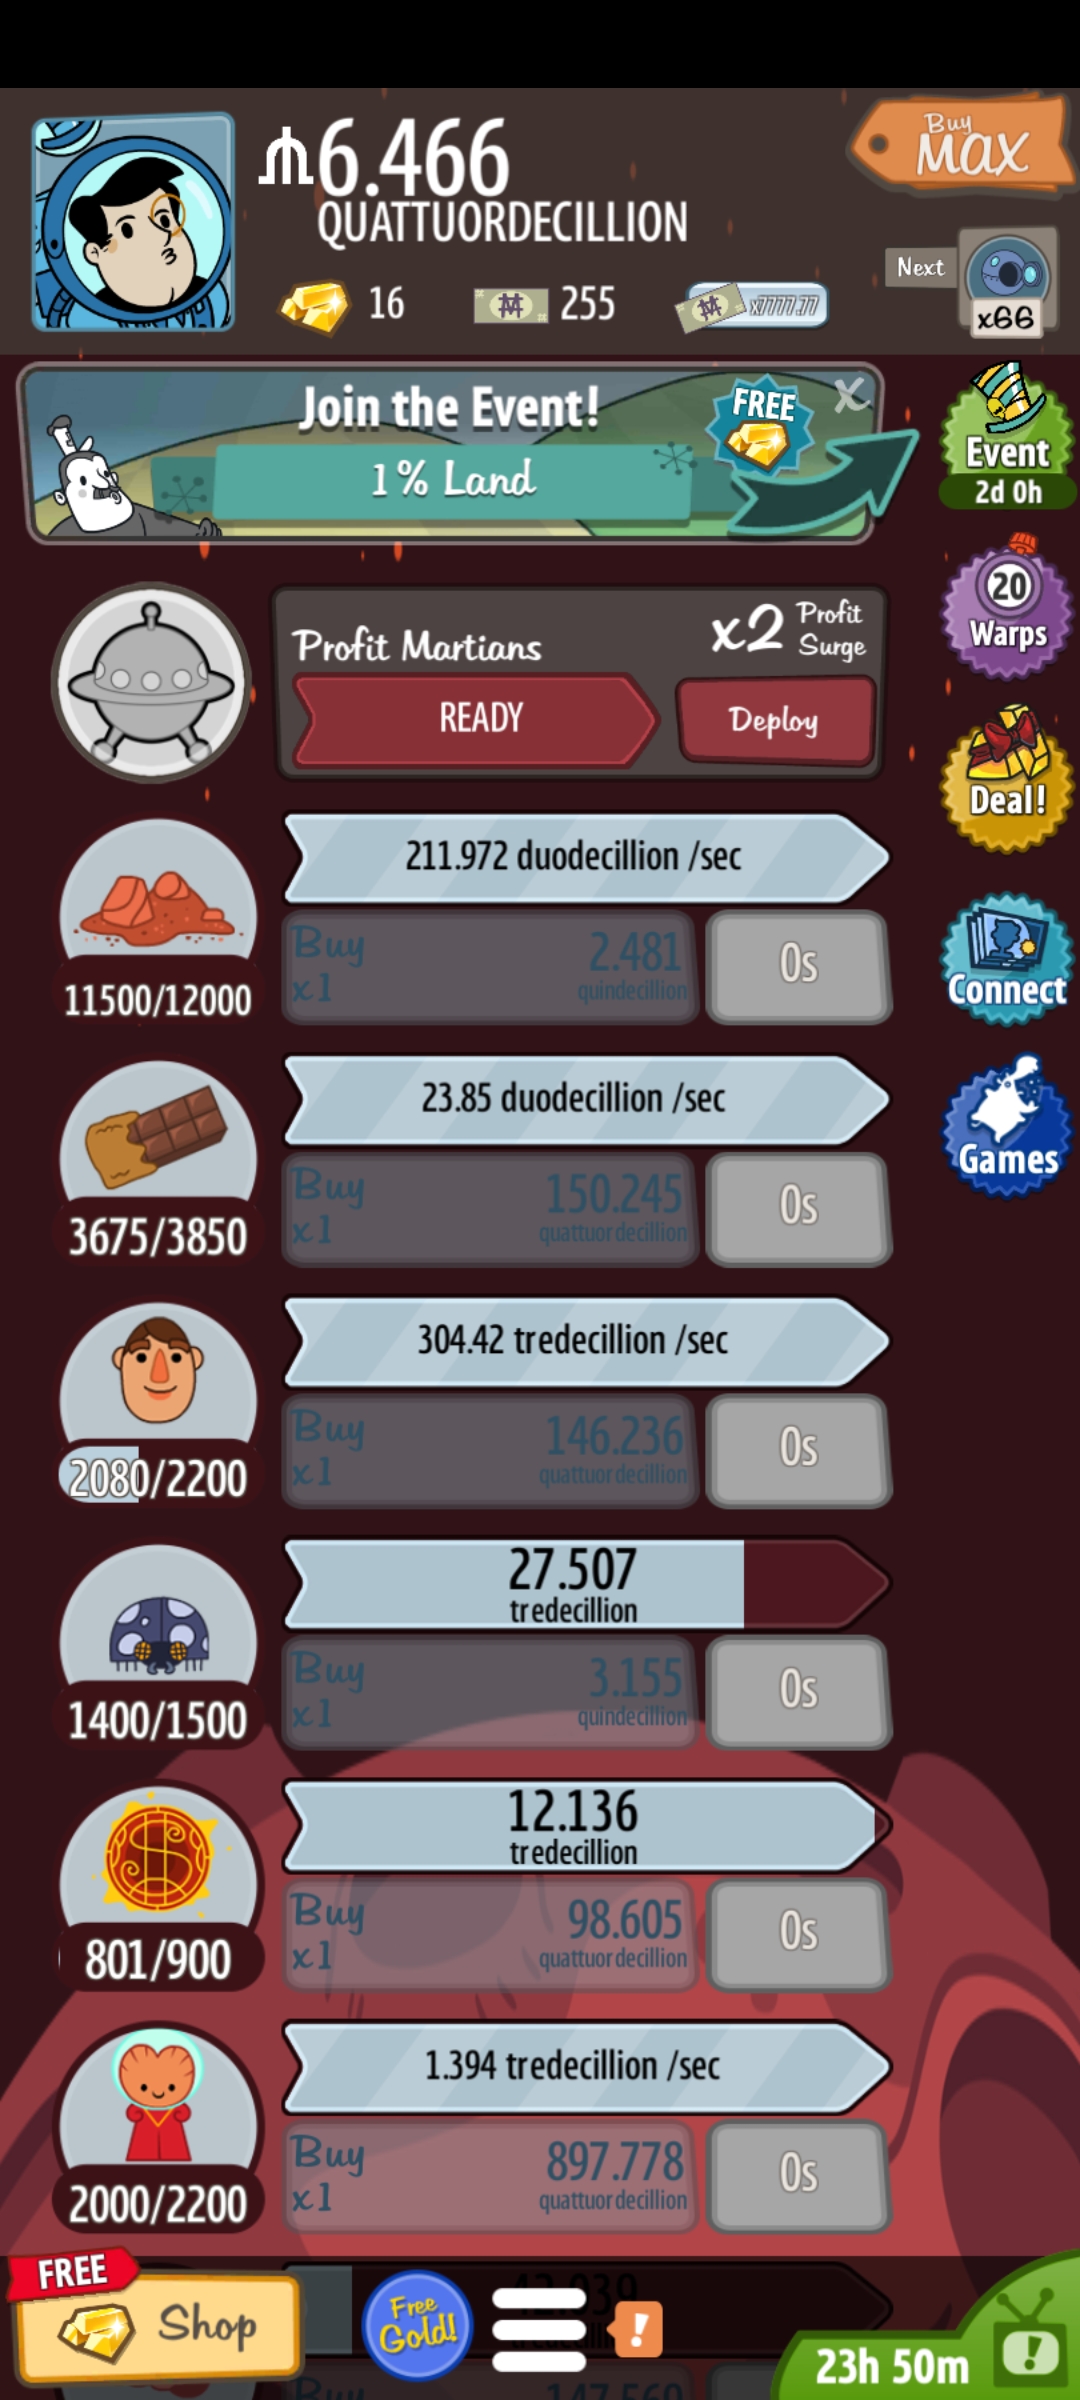 6.466
QUATTUORDECILLION
Buy
MAX
16
255
x7777.77
Next
x66
Join the Event!
1% Land
FREE
X
Event
2d 0h
20
Warps
Deal!
Connect
Games
Profit Martians
x2 Profit Surge
READY
Deploy
211.972 duodecillion /sec
Buy x1
2.481
quindecillion
0s
11500/12000
23.85 duodecillion /sec
Buy x1
150.245
quattuordecillion
0s
3675/3850
304.42 tredecillion /sec
Buy x1
146.236
quattuordecillion
0s
2080/2200
27.507
tredecillion
Buy x1
3.155
quindecillion
0s
1400/1500
12.136
tredecillion
Buy x1
98.605
quattuordecillion
0s
801/900
1.394 tredecillion /sec
Buy x1
897.778
quattuordecillion
0s
2000/2200
FREE
Shop
Free
Gold!
!
23h 50m
!
Buy